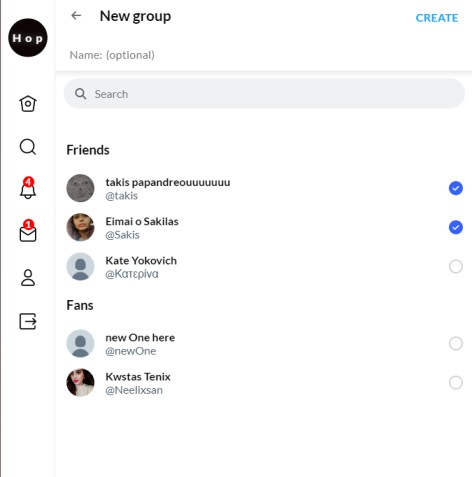 Hop
New group
CREATE
Name: (optional)
Search
Friends
takis papandreouuuuuuu
@takis
4
Eimai o Sakilas
@Sakis
1
Kate Yokovich
@Κατερίνα
Fans
new One here
@newOne
Kwstas Tenix
@Neelixsan